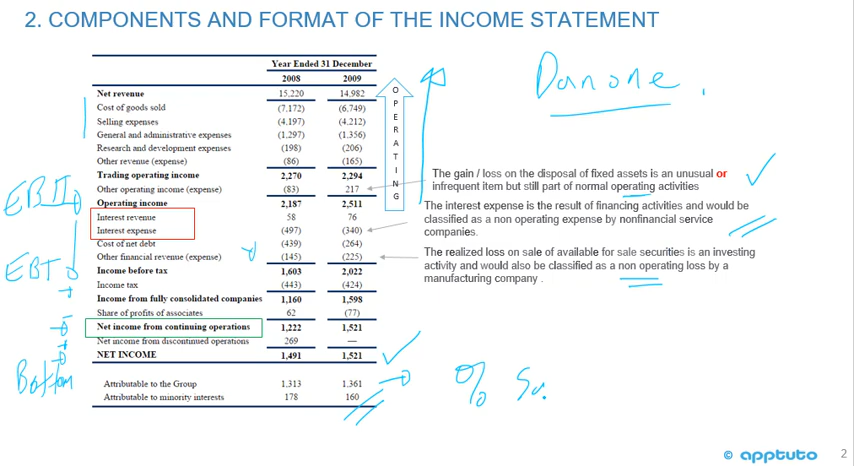 2. COMPONENTS AND FORMAT OF THE INCOME STATEMENT
Year Ended 31 December
2008 2009
Net revenue 15,220 14,982
Cost of goods sold (7,172) (6,749)
Selling expenses (4,197) (4,212)
General and administrative expenses (1,297) (1,356)
Research and development expenses (198) (206)
Other revenue (expense) (86) (165)
Trading operating income 2,270 2,294
Other operating income (expense) (83) 217
Operating income 2,187 2,511
Interest revenue 58 76
Interest expense (497) (340)
Cost of net debt (439) (264)
Other financial revenue (expense) (145) (225)
Income before tax 1,603 2,022
Income tax (443) (424)
Income from fully consolidated companies 1,160 1,598
Share of profits of associates 62 (77)
Net income from continuing operations 1,222 1,521
Net income from discontinued operations 269 —
NET INCOME 1,491 1,521
Attributable to the Group 1,313 1,361
Attributable to minority interests 178 160
OPERATING
Danone.
The gain / loss on the disposal of fixed assets is an unusual or
infrequent item but still part of normal operating activities
The interest expense is the result of financing activities and would be
classified as a non operating expense by nonfinancial service
companies.
The realized loss on sale of available for sale securities is an investing
activity and would also be classified as a non operating loss by a
manufacturing company .
EBIT
EBT
Bottom
%
© apptuto 2